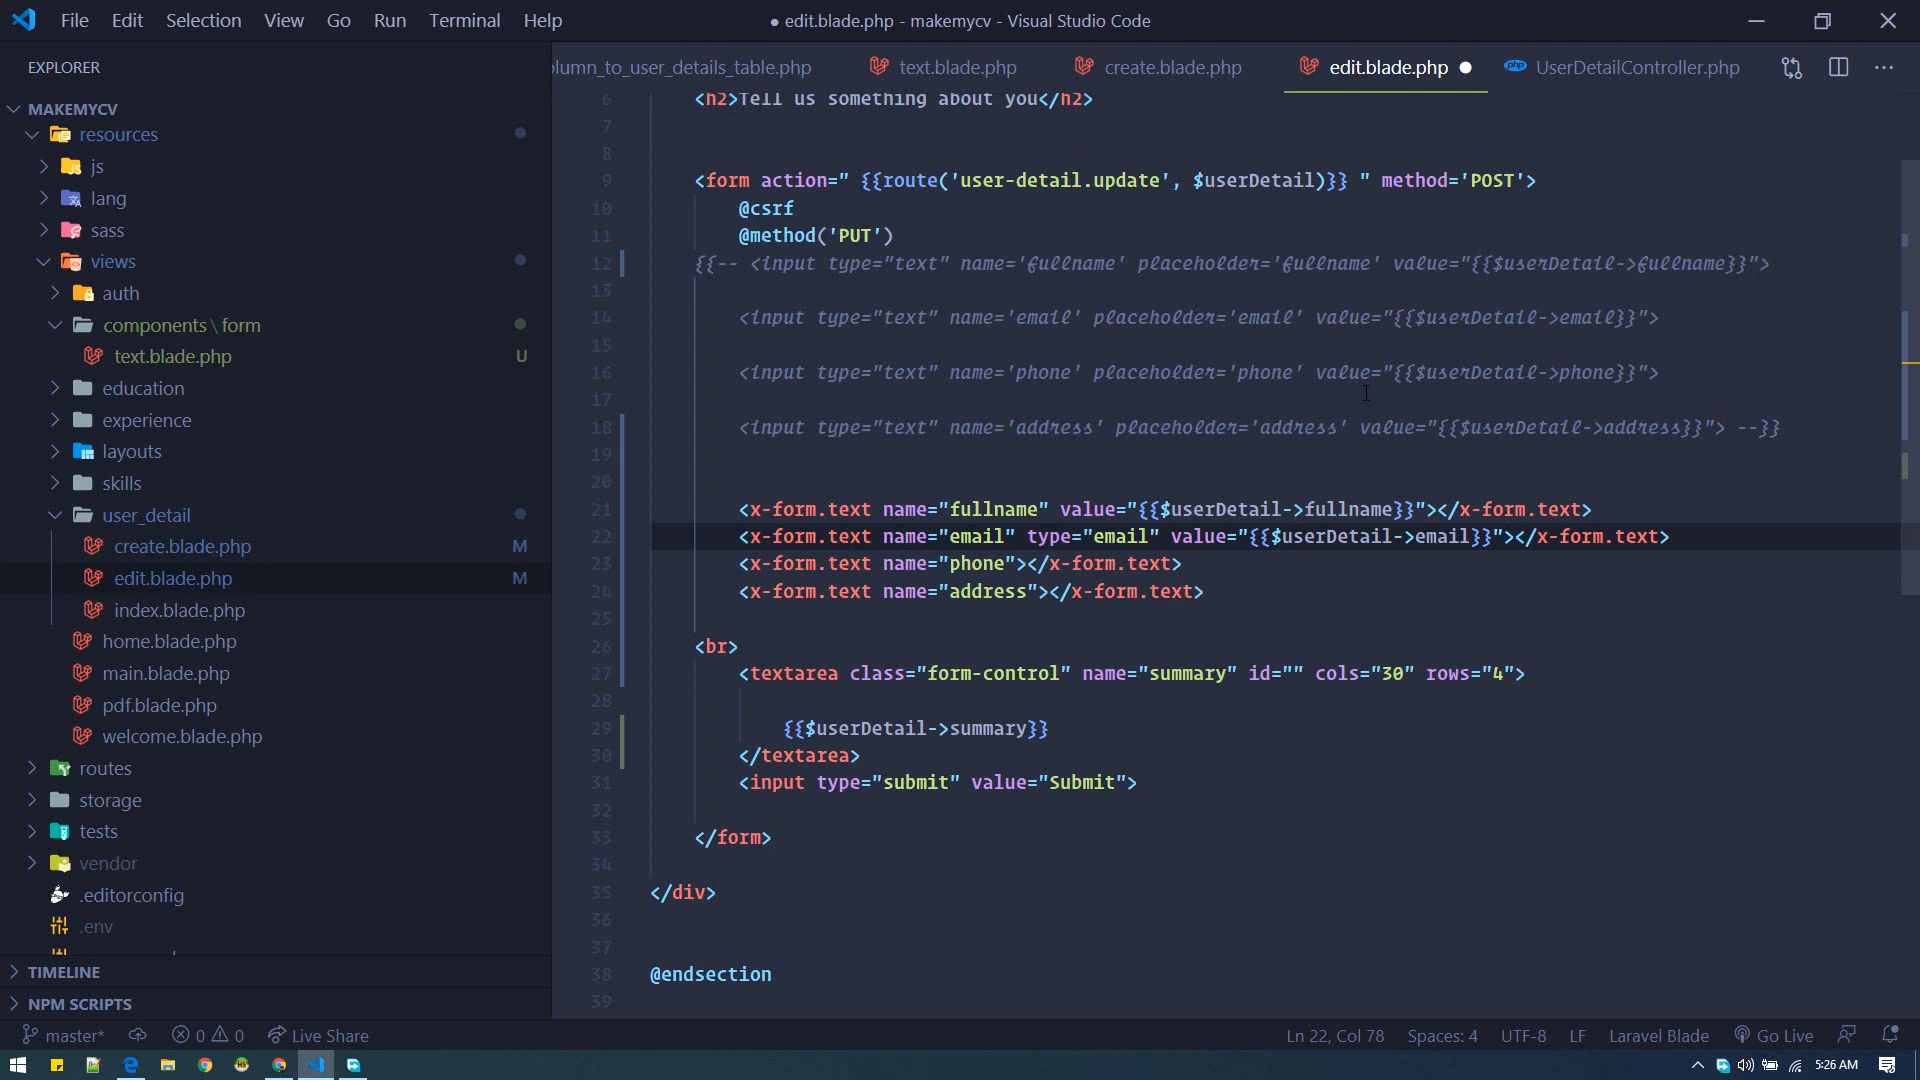 File Edit Selection View Go Run Terminal Help
● edit.blade.php - makemycv - Visual Studio Code
EXPLORER
lumn_to_user_details_table.php text.blade.php create.blade.php edit.blade.php UserDetailController.php
MAKEMYCV
resources
js
lang
sass
views
auth
components \ form
text.blade.php U
education
experience
layouts
skills
user_detail
create.blade.php M
edit.blade.php M
index.blade.php
home.blade.php
main.blade.php
pdf.blade.php
welcome.blade.php
routes
storage
tests
vendor
.editorconfig
.env
TIMELINE
NPM SCRIPTS
6 <h2>Tell us something about you</h2>
7
8
9 <form action=" {{route('user-detail.update', $userDetail)}} " method='POST'>
10 @csrf
11 @method('PUT')
12 {{-- <input type="text" name='fullname' placeholder='fullname' value="{{$userDetail->fullname}}">
13
14 <input type="text" name='email' placeholder='email' value="{{$userDetail->email}}">
15
16 <input type="text" name='phone' placeholder='phone' value="{{$userDetail->phone}}">
17
18 <input type="text" name='address' placeholder='address' value="{{$userDetail->address}}"> --}}
19
20
21 <x-form.text name="fullname" value="{{$userDetail->fullname}}"></x-form.text>
22 <x-form.text name="email" type="email" value="{{$userDetail->email}}"></x-form.text>
23 <x-form.text name="phone"></x-form.text>
24 <x-form.text name="address"></x-form.text>
25
26 <br>
27 <textarea class="form-control" name="summary" id="" cols="30" rows="4">
28
29 {{$userDetail->summary}}
30 </textarea>
31 <input type="submit" value="Submit">
32
33 </form>
34
35 </div>
36
37
38 @endsection
39
master* 0 0 Live Share
Ln 22, Col 78 Spaces: 4 UTF-8 LF Laravel Blade Go Live
5:26 AM